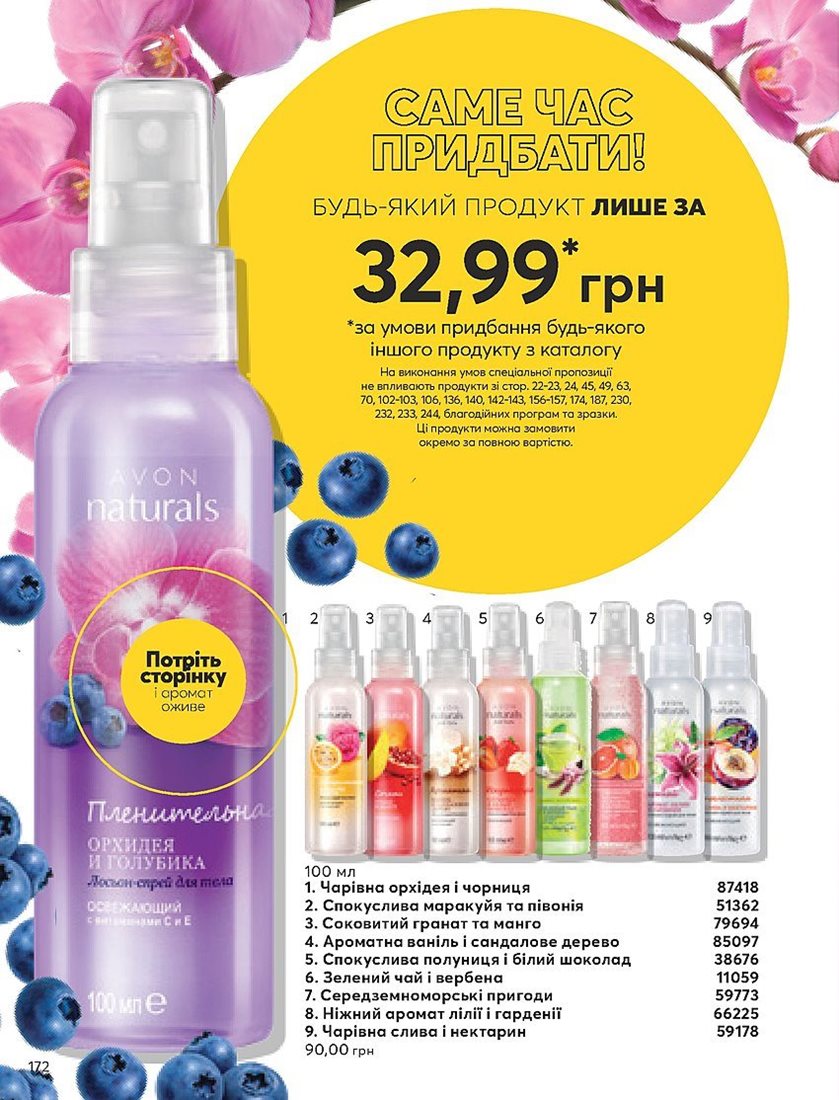 САМЕ ЧАС
ПРИДБАТИ!
БУДЬ-ЯКИЙ ПРОДУКТ ЛИШЕ ЗА
32,99* грн
*за умови придбання будь-якого
іншого продукту з каталогу
На виконання умов спеціальної пропозиції
не впливають продукти зі стор. 22-23, 24, 45, 49, 63,
70, 102-103, 106, 136, 140, 142-143, 156-157, 174, 187, 230,
232, 233, 244, благодійних програм та зразки.
Ці продукти можна замовити
окремо за повною вартістю.
AVON
naturals
Потріть
сторінку
і аромат
оживе
Пленительная
ОРХИДЕЯ
И ГОЛУБИКА
Лосьон-спрей для тела
ОСВЕЖАЮЩИЙ
с витаминами С и Е
100 мл e
1 2 3 4 5 6 7 8 9
100 мл
1. Чарівна орхідея і чорниця 87418
2. Спокуслива маракуйя та півонія 51362
3. Соковитий гранат та манго 79694
4. Ароматна ваніль і сандалове дерево 85097
5. Спокуслива полуниця і білий шоколад 38676
6. Зелений чай і вербена 11059
7. Середземноморські пригоди 59773
8. Ніжний аромат лілії і гарденії 66225
9. Чарівна слива і нектарин 59178
90,00 грн
172